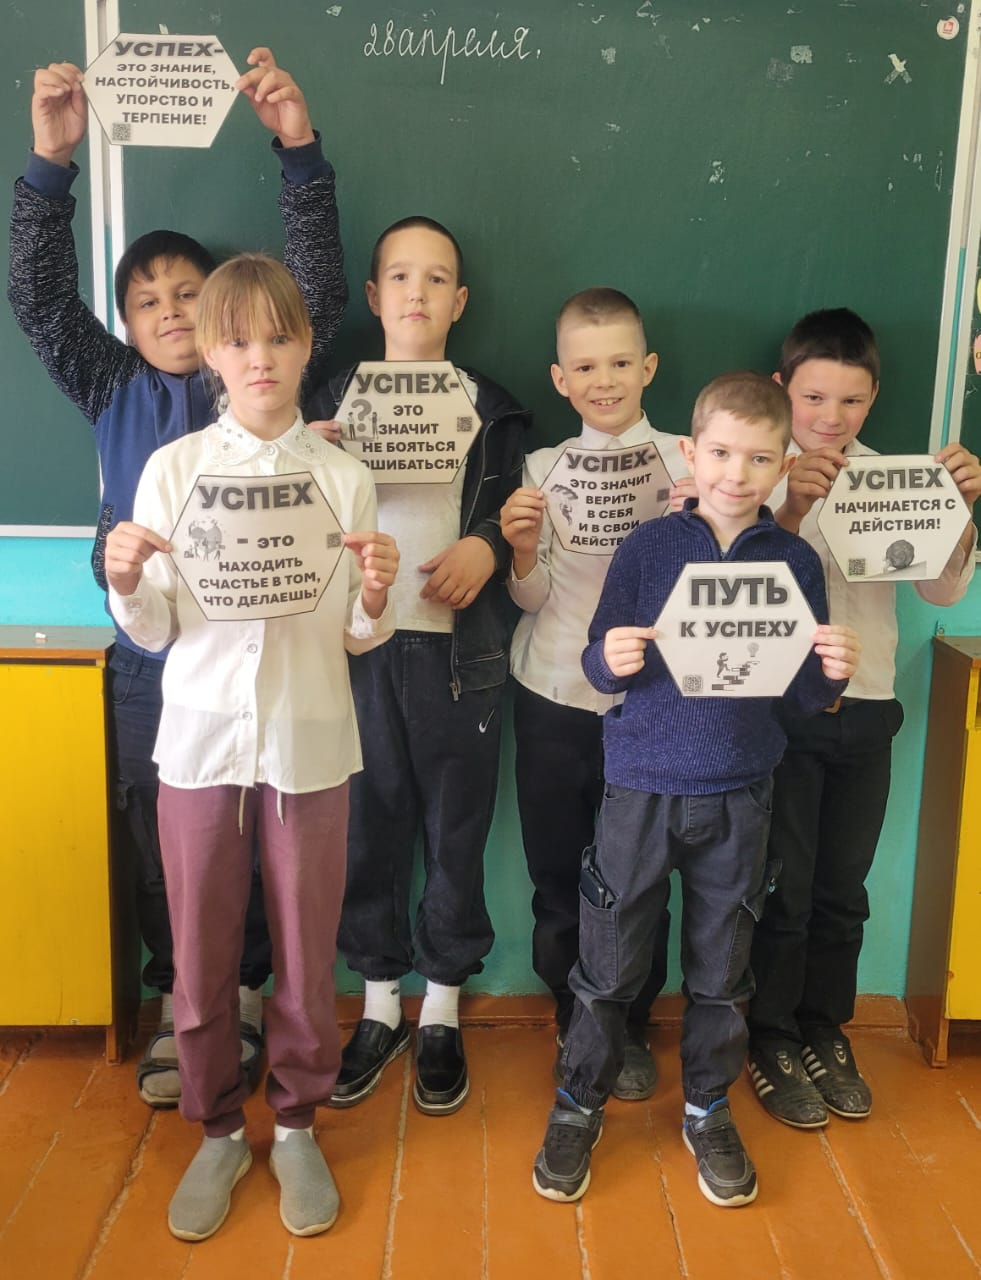 28 апреля.
УСПЕХ-
ЭТО ЗНАНИЕ,
НАСТОЙЧИВОСТЬ,
УПОРСТВО И
ТЕРПЕНИЕ!
УСПЕХ
- ЭТО
НАХОДИТЬ
СЧАСТЬЕ В ТОМ,
ЧТО ДЕЛАЕШЬ!
УСПЕХ-
ЭТО
ЗНАЧИТ
НЕ БОЯТЬСЯ
ОШИБАТЬСЯ!
УСПЕХ-
ЭТО ЗНАЧИТ
ВЕРИТЬ
В СЕБЯ
И В СВОИ
ДЕЙСТВ
ПУТЬ
К УСПЕХУ
УСПЕХ
НАЧИНАЕТСЯ С
ДЕЙСТВИЯ!